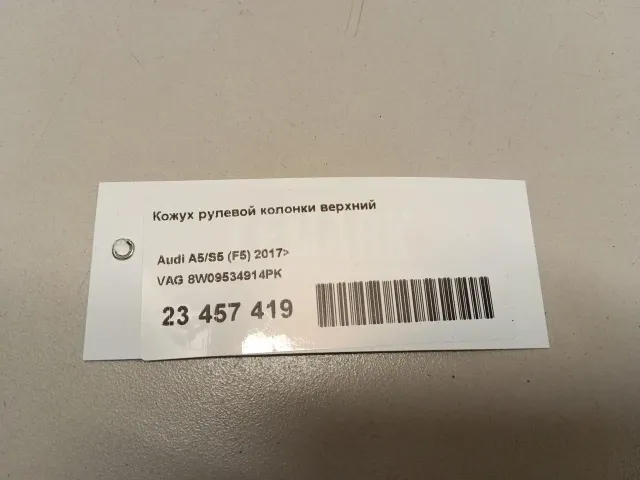 Кожух рулевой колонки верхний
Audi A5/S5 (F5) 2017>
VAG 8W09534914PK
23 457 419